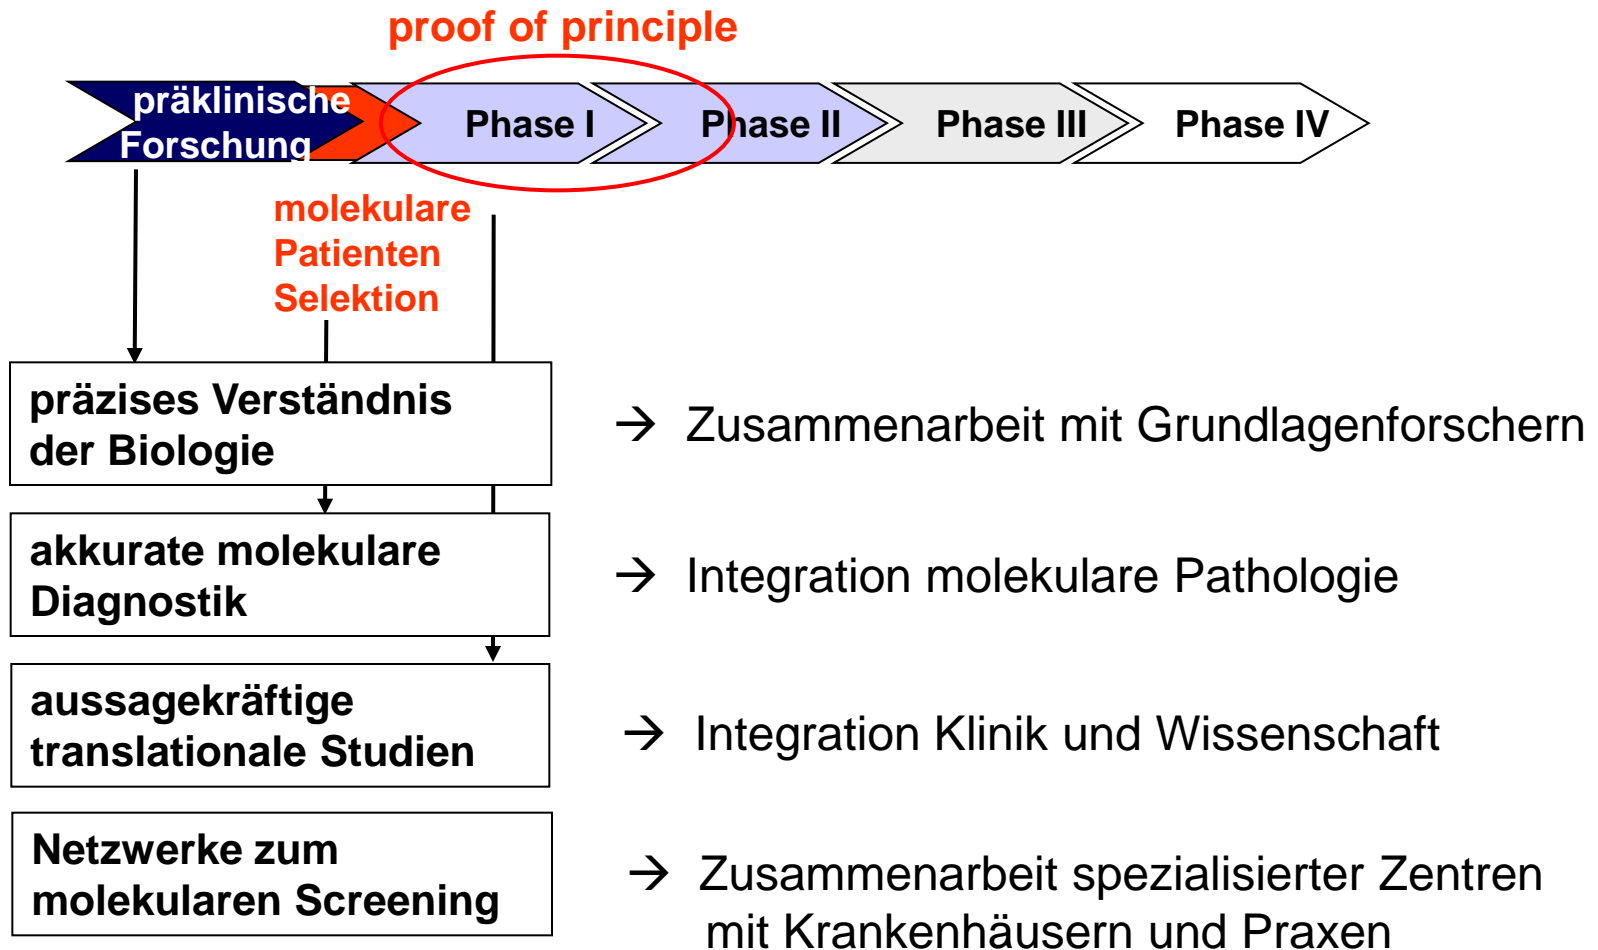 proof of principle
präklinische
Forschung
Phase I
Phase II
Phase III
Phase IV
molekulare
Patienten
Selektion
präzises Verständnis
der Biologie
→ Zusammenarbeit mit Grundlagenforschern
akkurate molekulare
Diagnostik
→ Integration molekulare Pathologie
aussagekräftige
translationale Studien
→ Integration Klinik und Wissenschaft
Netzwerke zum
molekularen Screening
→ Zusammenarbeit spezialisierter Zentren
mit Krankenhäusern und Praxen